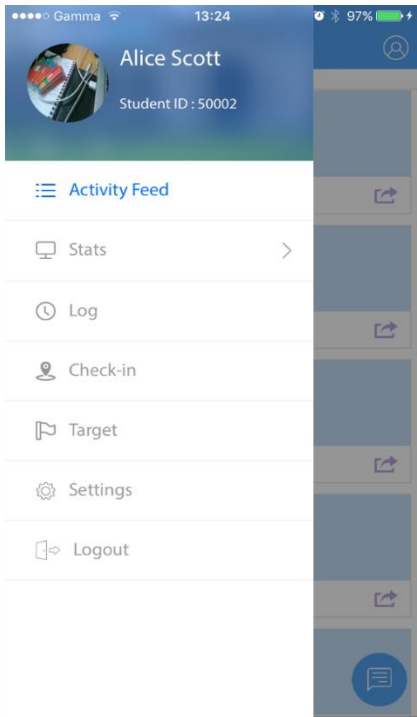 Gamma 13:24 97%
Alice Scott
Student ID : 50002
Activity Feed
Stats
Log
Check-in
Target
Settings
Logout